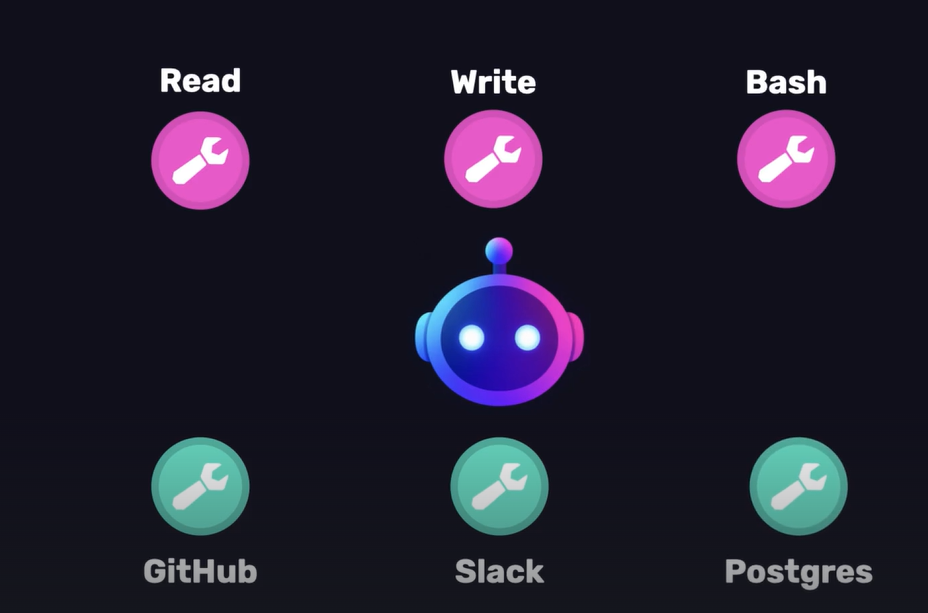 Read
Write
Bash
GitHub
Slack
Postgres